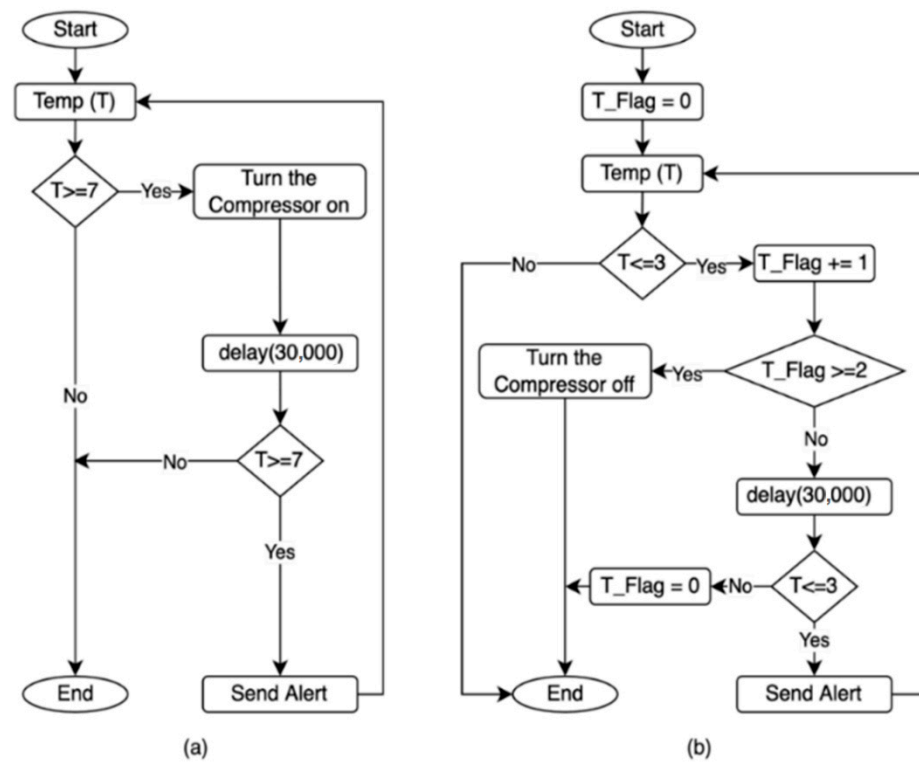 Start
Temp (T)
T>=7
Yes
Turn the
Compressor on
delay(30,000)
No
T>=7
No
Yes
End
Send Alert
(a)
Start
T_Flag = 0
Temp (T)
T<=3
No
Yes
T_Flag += 1
T_Flag >=2
Yes
Turn the
Compressor off
No
delay(30,000)
T<=3
No
T_Flag = 0
Yes
Send Alert
End
(b)